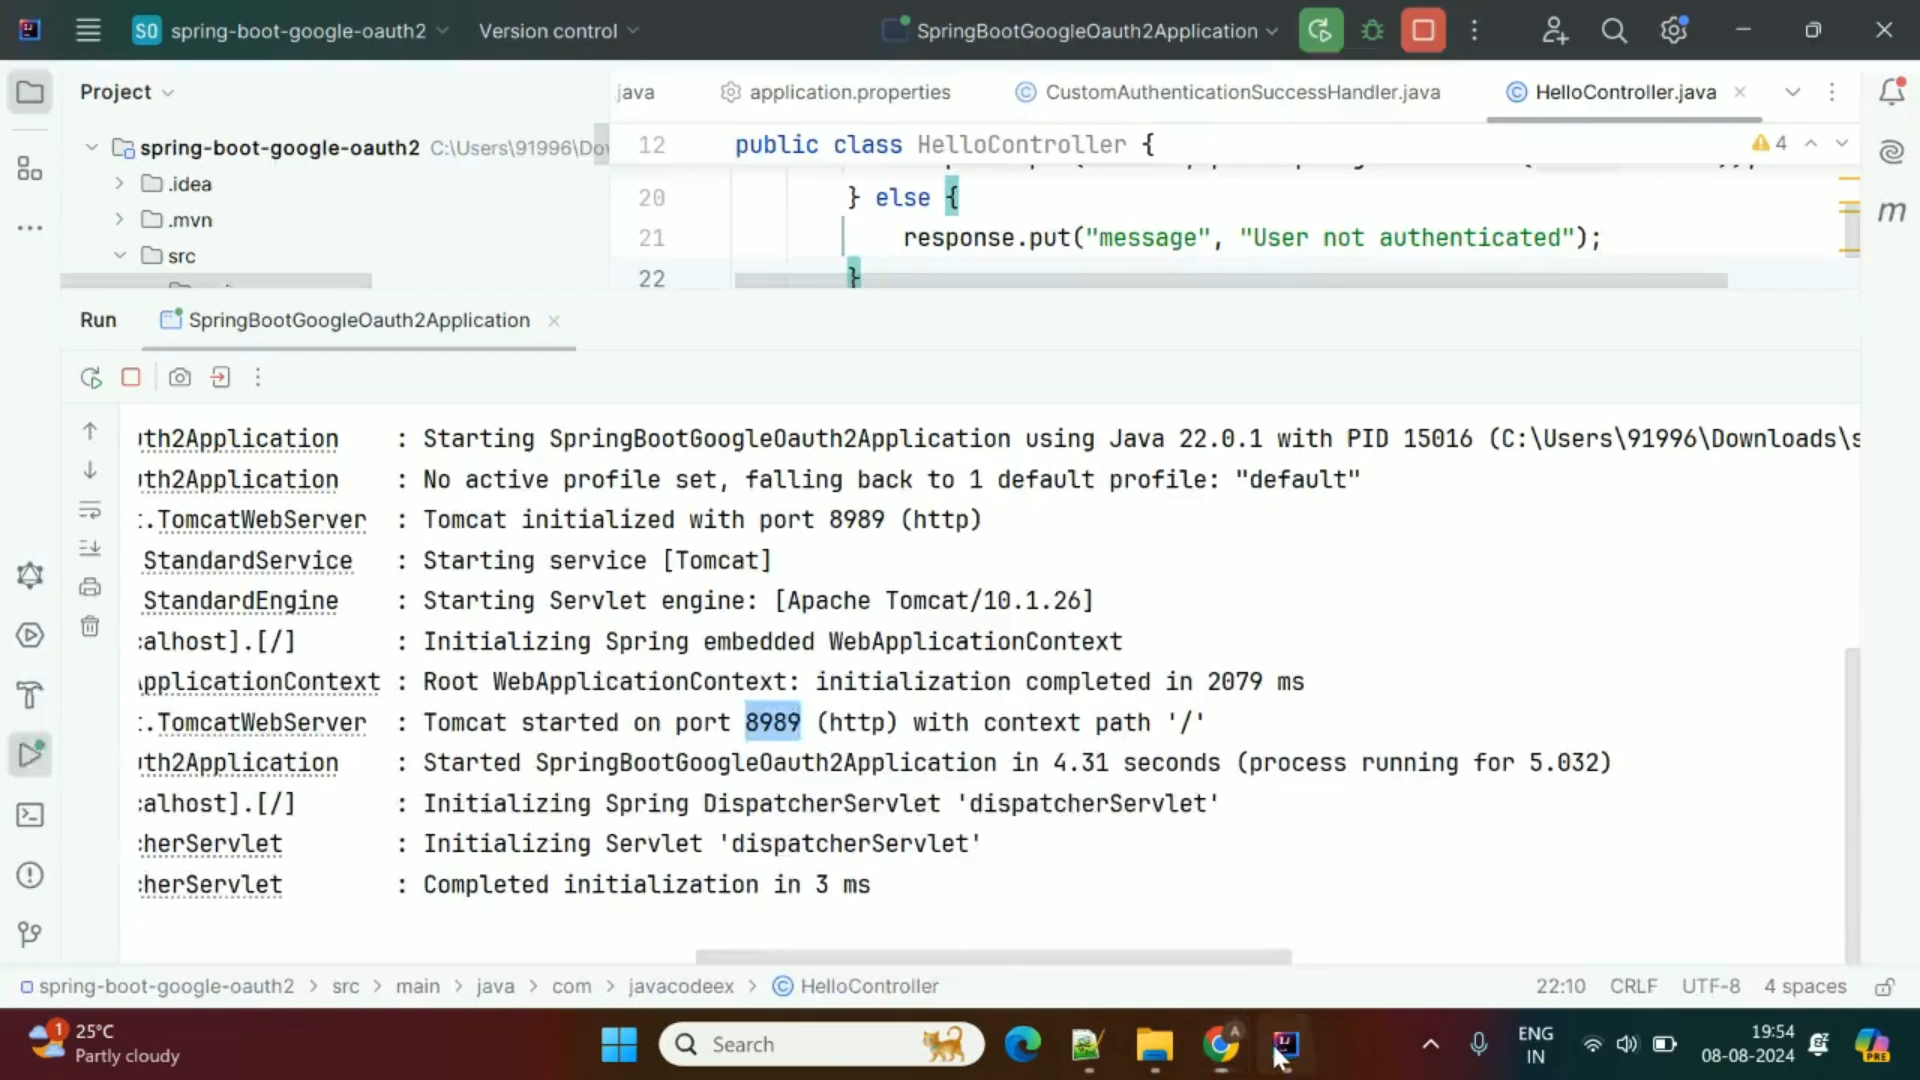 SO spring-boot-google-oauth2 Version control SpringBootGoogleOauth2Application
Project .java application.properties CustomAuthenticationSuccessHandler.java HelloController.java
spring-boot-google-oauth2 C:\Users\91996\Do
.idea
.mvn
src
12 public class HelloController { 4
20 } else {
21 response.put("message", "User not authenticated");
22 }
Run SpringBootGoogleOauth2Application
th2Application : Starting SpringBootGoogleOauth2Application using Java 22.0.1 with PID 15016 (C:\Users\91996\Downloads\s
th2Application : No active profile set, falling back to 1 default profile: "default"
.TomcatWebServer : Tomcat initialized with port 8989 (http)
StandardService : Starting service [Tomcat]
StandardEngine : Starting Servlet engine: [Apache Tomcat/10.1.26]
alhost].[/] : Initializing Spring embedded WebApplicationContext
pplicationContext : Root WebApplicationContext: initialization completed in 2079 ms
.TomcatWebServer : Tomcat started on port 8989 (http) with context path '/'
th2Application : Started SpringBootGoogleOauth2Application in 4.31 seconds (process running for 5.032)
alhost].[/] : Initializing Spring DispatcherServlet 'dispatcherServlet'
herServlet : Initializing Servlet 'dispatcherServlet'
herServlet : Completed initialization in 3 ms
spring-boot-google-oauth2 > src > main > java > com > javacodeex > HelloController 22:10 CRLF UTF-8 4 spaces
1 25°C
Partly cloudy
Search
ENG
IN
19:54
08-08-2024
PRE